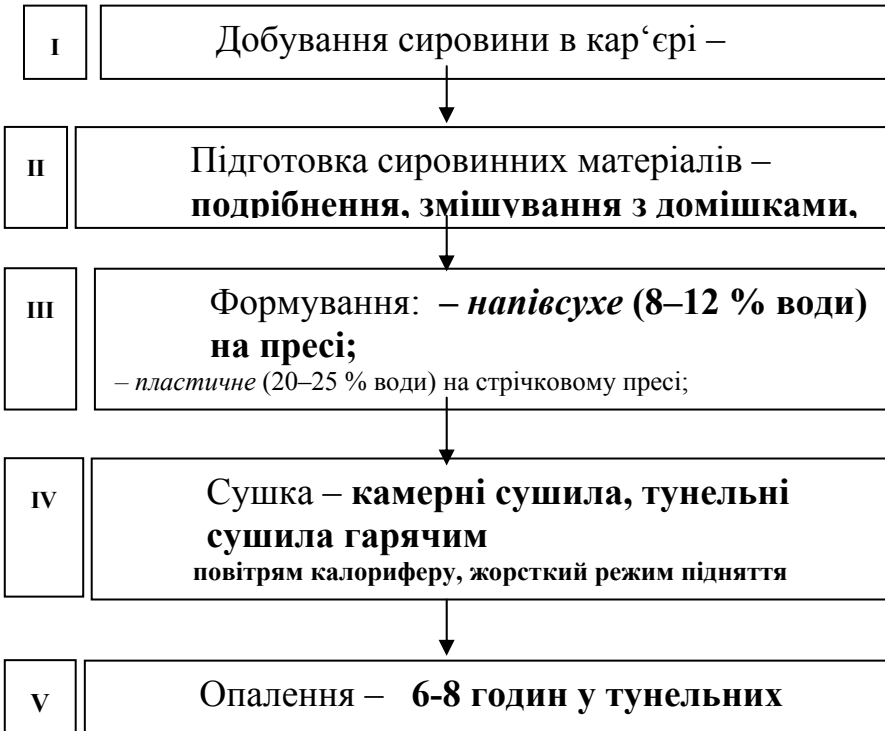 I
Добування сировини в кар‘єрі –
II
Підготовка сировинних матеріалів –
подрібнення, змішування з домішками,
III
Формування: – напівсухе (8–12 % води)
на пресі;
– пластичне (20–25 % води) на стрічковому пресі;
IV
Сушка – камерні сушила, тунельні
сушила гарячим
повітрям калориферу, жорсткий режим підняття
V
Опалення – 6-8 годин у тунельних